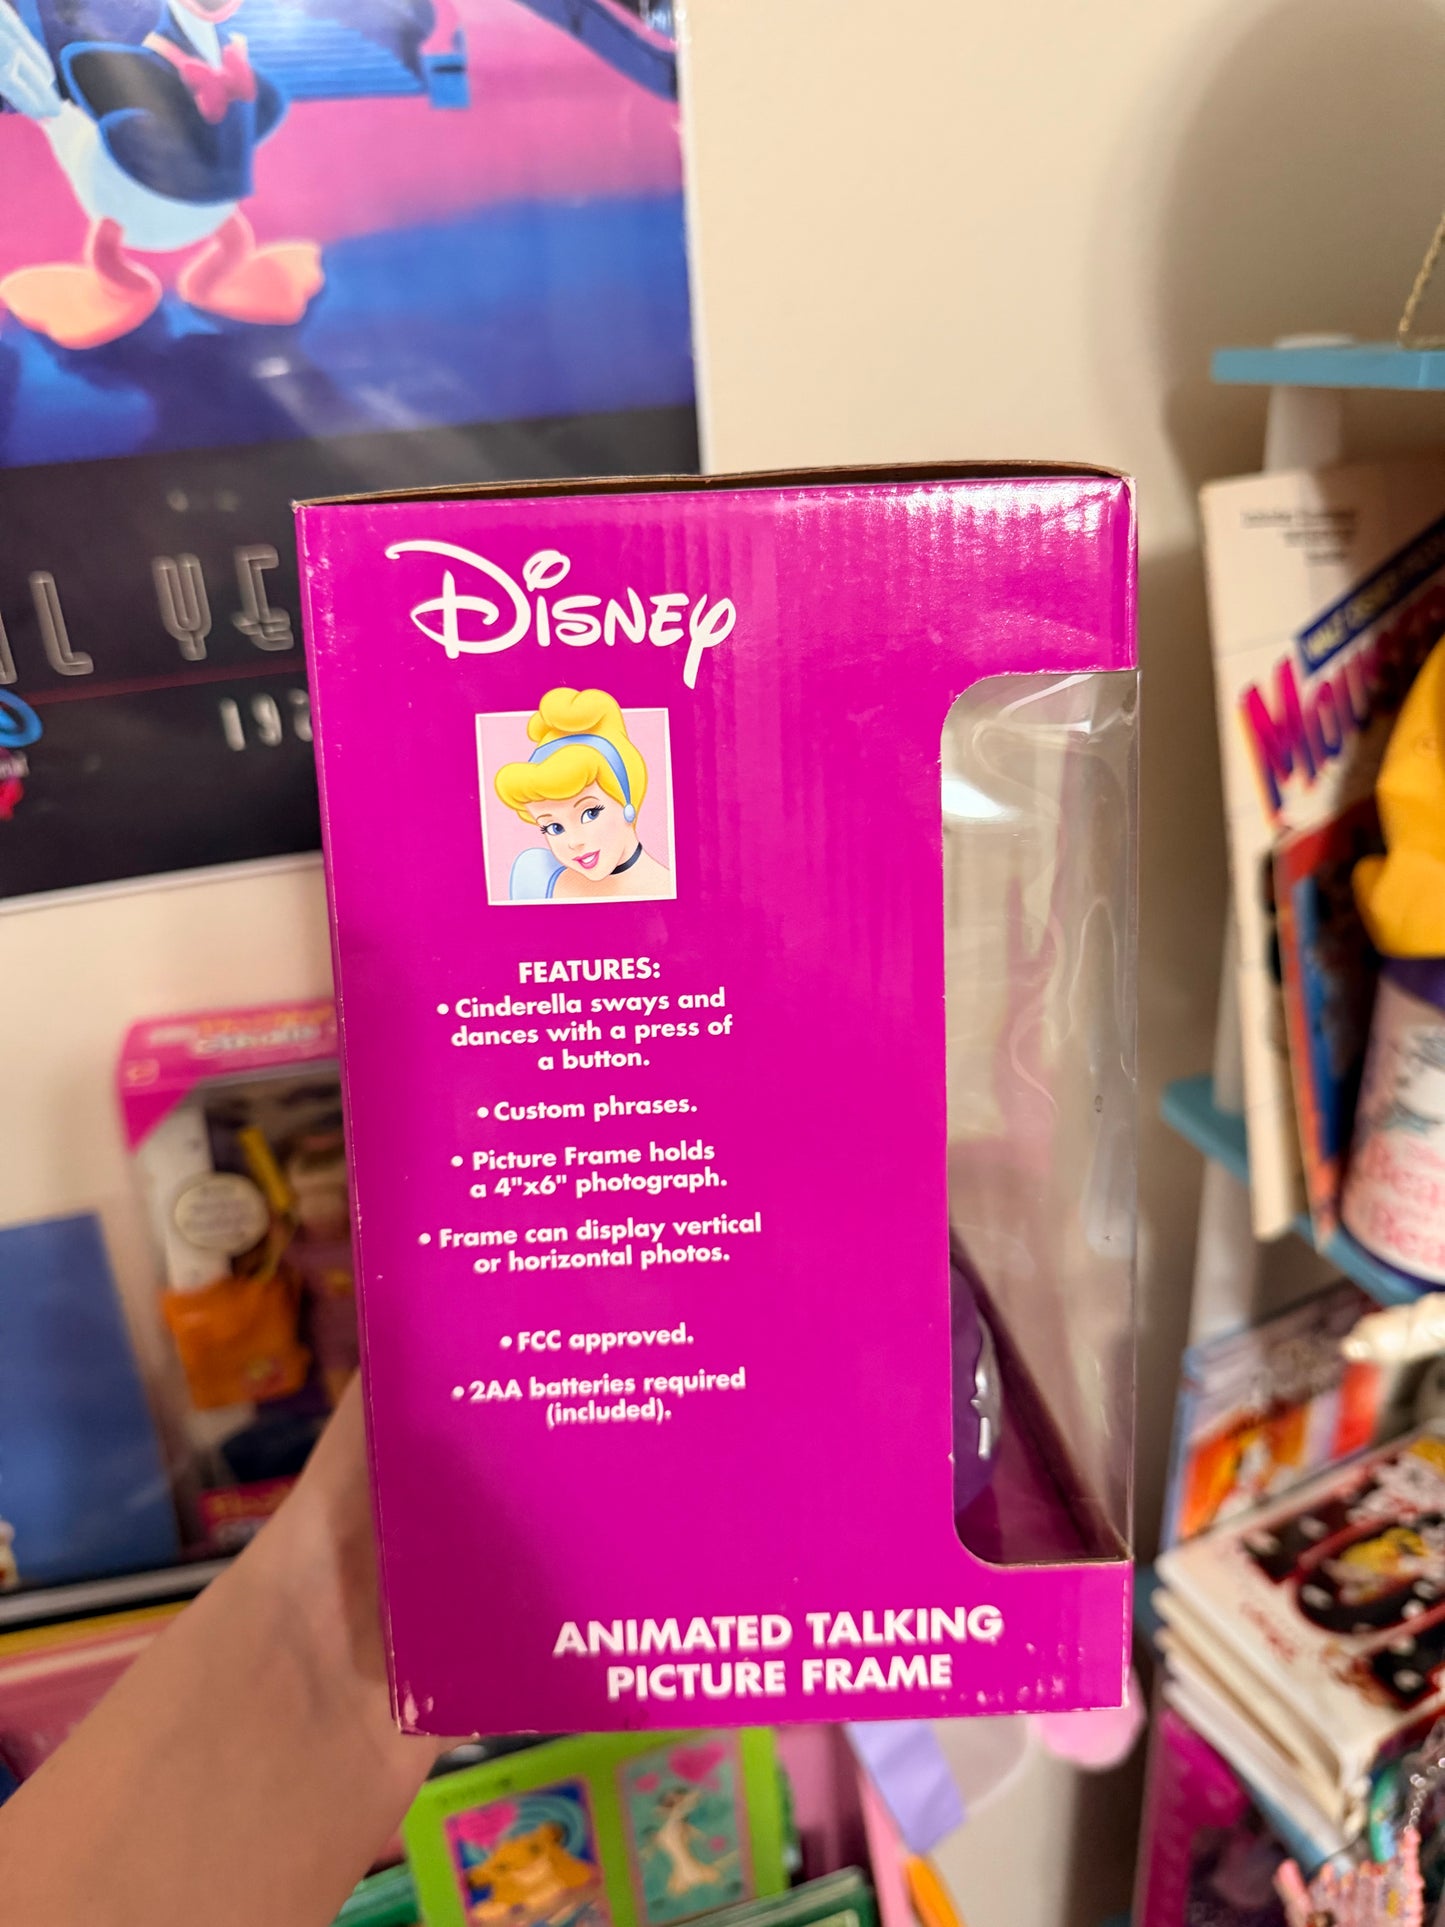 DISNEY
FEATURES:
• Cinderella sways and
dances with a press of
a button.
• Custom phrases.
• Picture Frame holds
a 4"x6" photograph.
• Frame can display vertical
or horizontal photos.
• FCC approved.
• 2AA batteries required
(included).
ANIMATED TALKING
PICTURE FRAME